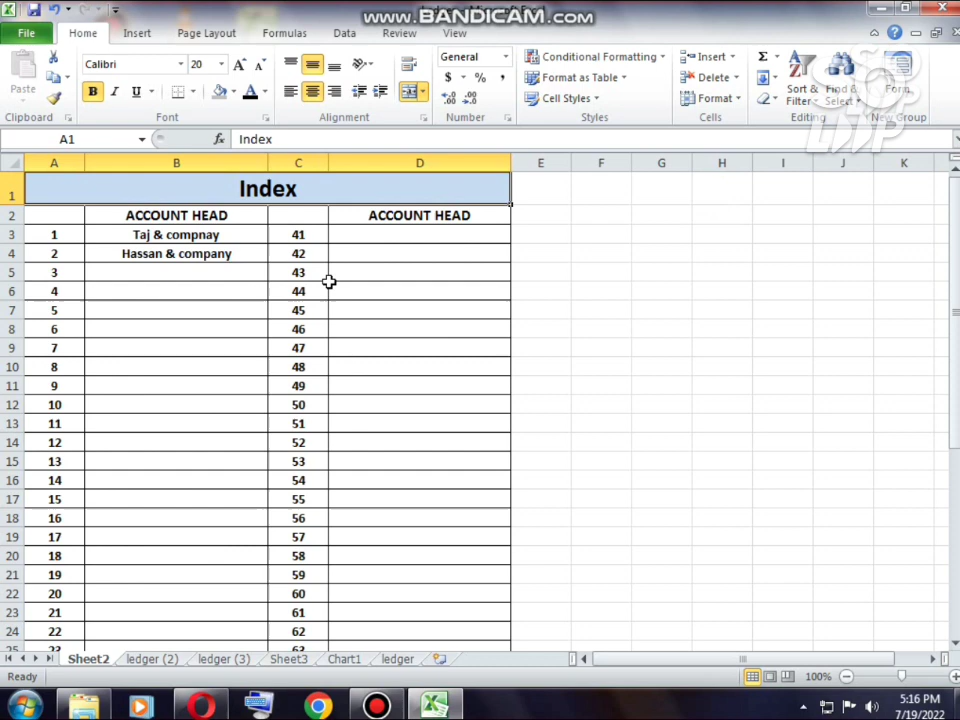 www.BANDICAM.com
File Home Insert Page Layout Formulas Data Review View
Paste
Clipboard
Calibri 20
B I U
Font
Alignment
General
$ % ,
Number
Conditional Formatting
Format as Table
Cell Styles
Styles
Insert
Delete
Format
Cells
Sort & Filter
Find & Select
Editing
Form
New Group
A1 fx Index
A B C D E F G H I J K
1 Index
2 ACCOUNT HEAD ACCOUNT HEAD
3 1 Taj & compnay 41
4 2 Hassan & company 42
5 3 43
6 4 44
7 5 45
8 6 46
9 7 47
10 8 48
11 9 49
12 10 50
13 11 51
14 12 52
15 13 53
16 14 54
17 15 55
18 16 56
19 17 57
20 18 58
21 19 59
22 20 60
23 21 61
24 22 62
25 23 63
Sheet2 ledger (2) ledger (3) Sheet3 Chart1 ledger
Ready 100%
5:16 PM
7/19/2022